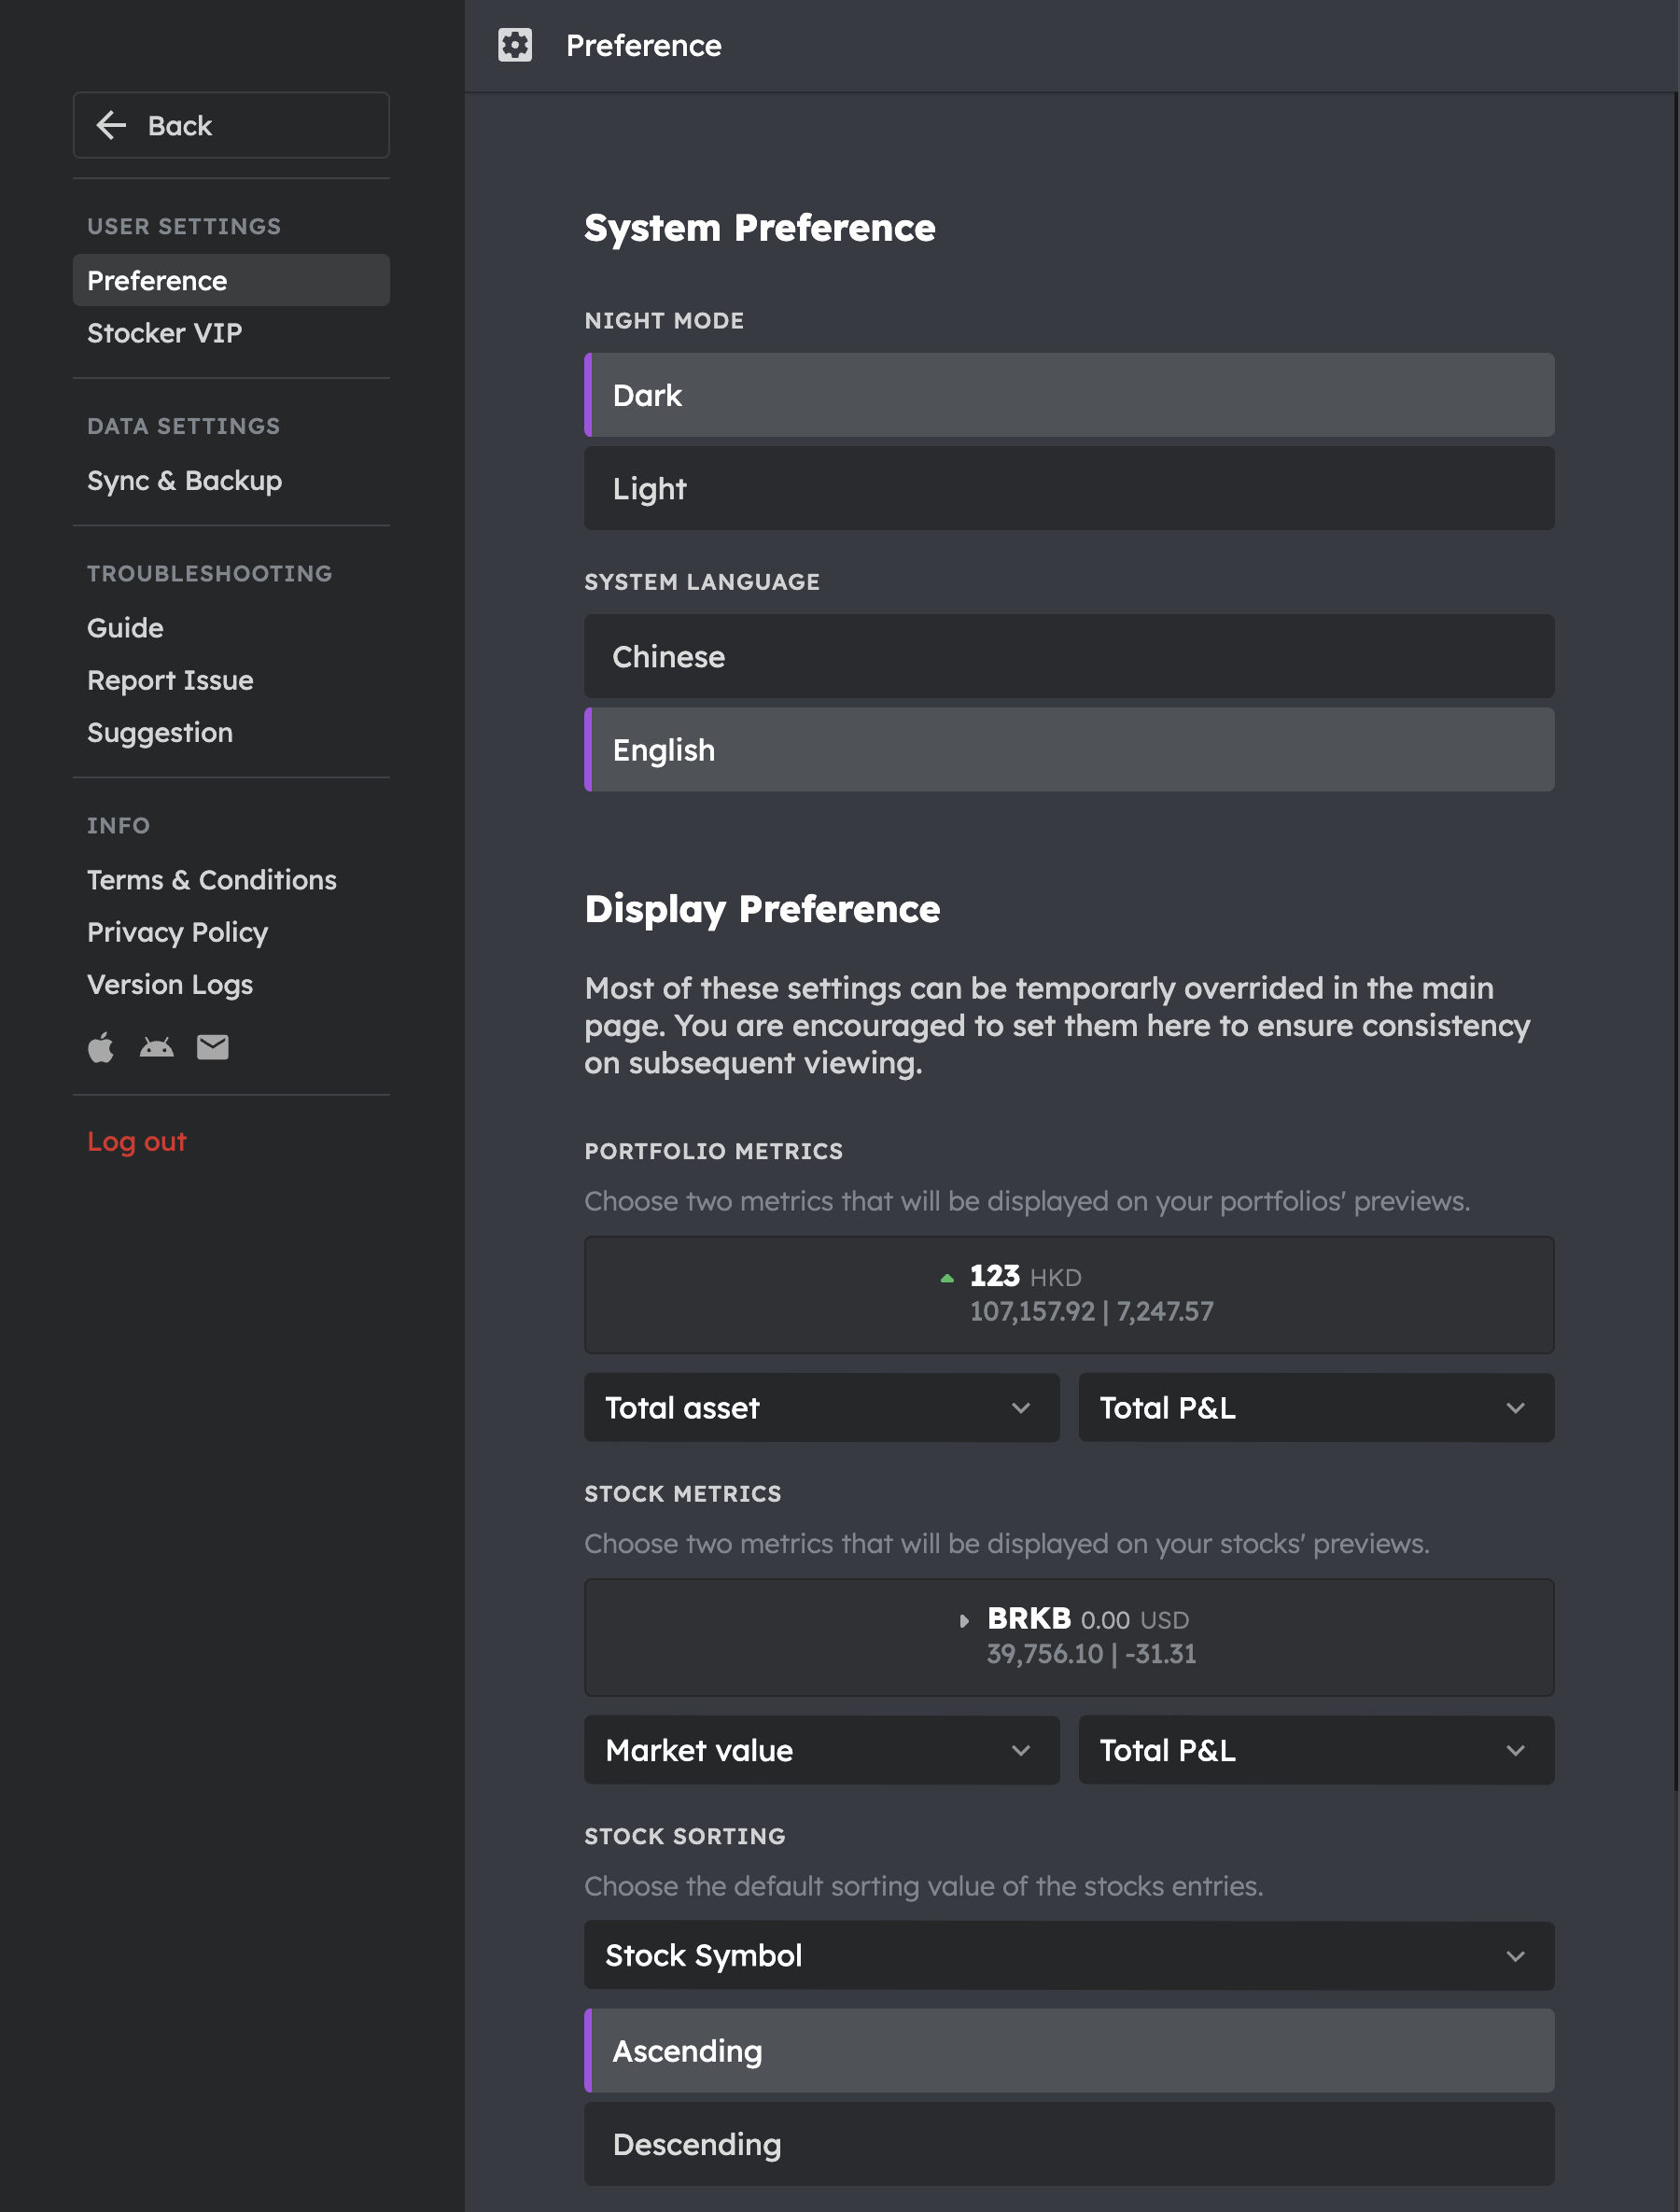 Preference
Back
USER SETTINGS
Preference
Stocker VIP
DATA SETTINGS
Sync & Backup
TROUBLESHOOTING
Guide
Report Issue
Suggestion
INFO
Terms & Conditions
Privacy Policy
Version Logs
Log out
System Preference
NIGHT MODE
Dark
Light
SYSTEM LANGUAGE
Chinese
English
Display Preference
Most of these settings can be temporarly overrided in the main
page. You are encouraged to set them here to ensure consistency
on subsequent viewing.
PORTFOLIO METRICS
Choose two metrics that will be displayed on your portfolios' previews.
123 HKD
107,157.92 | 7,247.57
Total asset
Total P&L
STOCK METRICS
Choose two metrics that will be displayed on your stocks' previews.
BRKB 0.00 USD
39,756.10 | -31.31
Market value
Total P&L
STOCK SORTING
Choose the default sorting value of the stocks entries.
Stock Symbol
Ascending
Descending